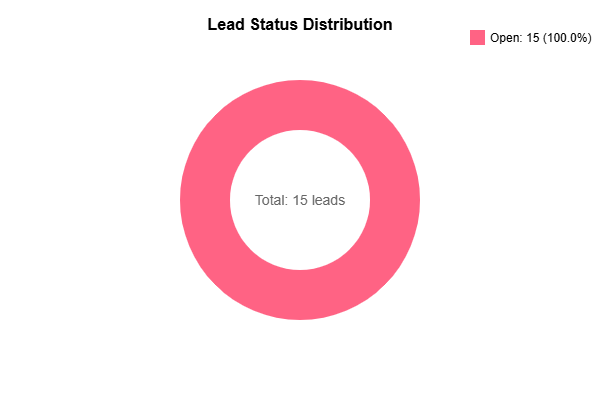 Lead Status Distribution
Open: 15 (100.0%)
Total: 15 leads